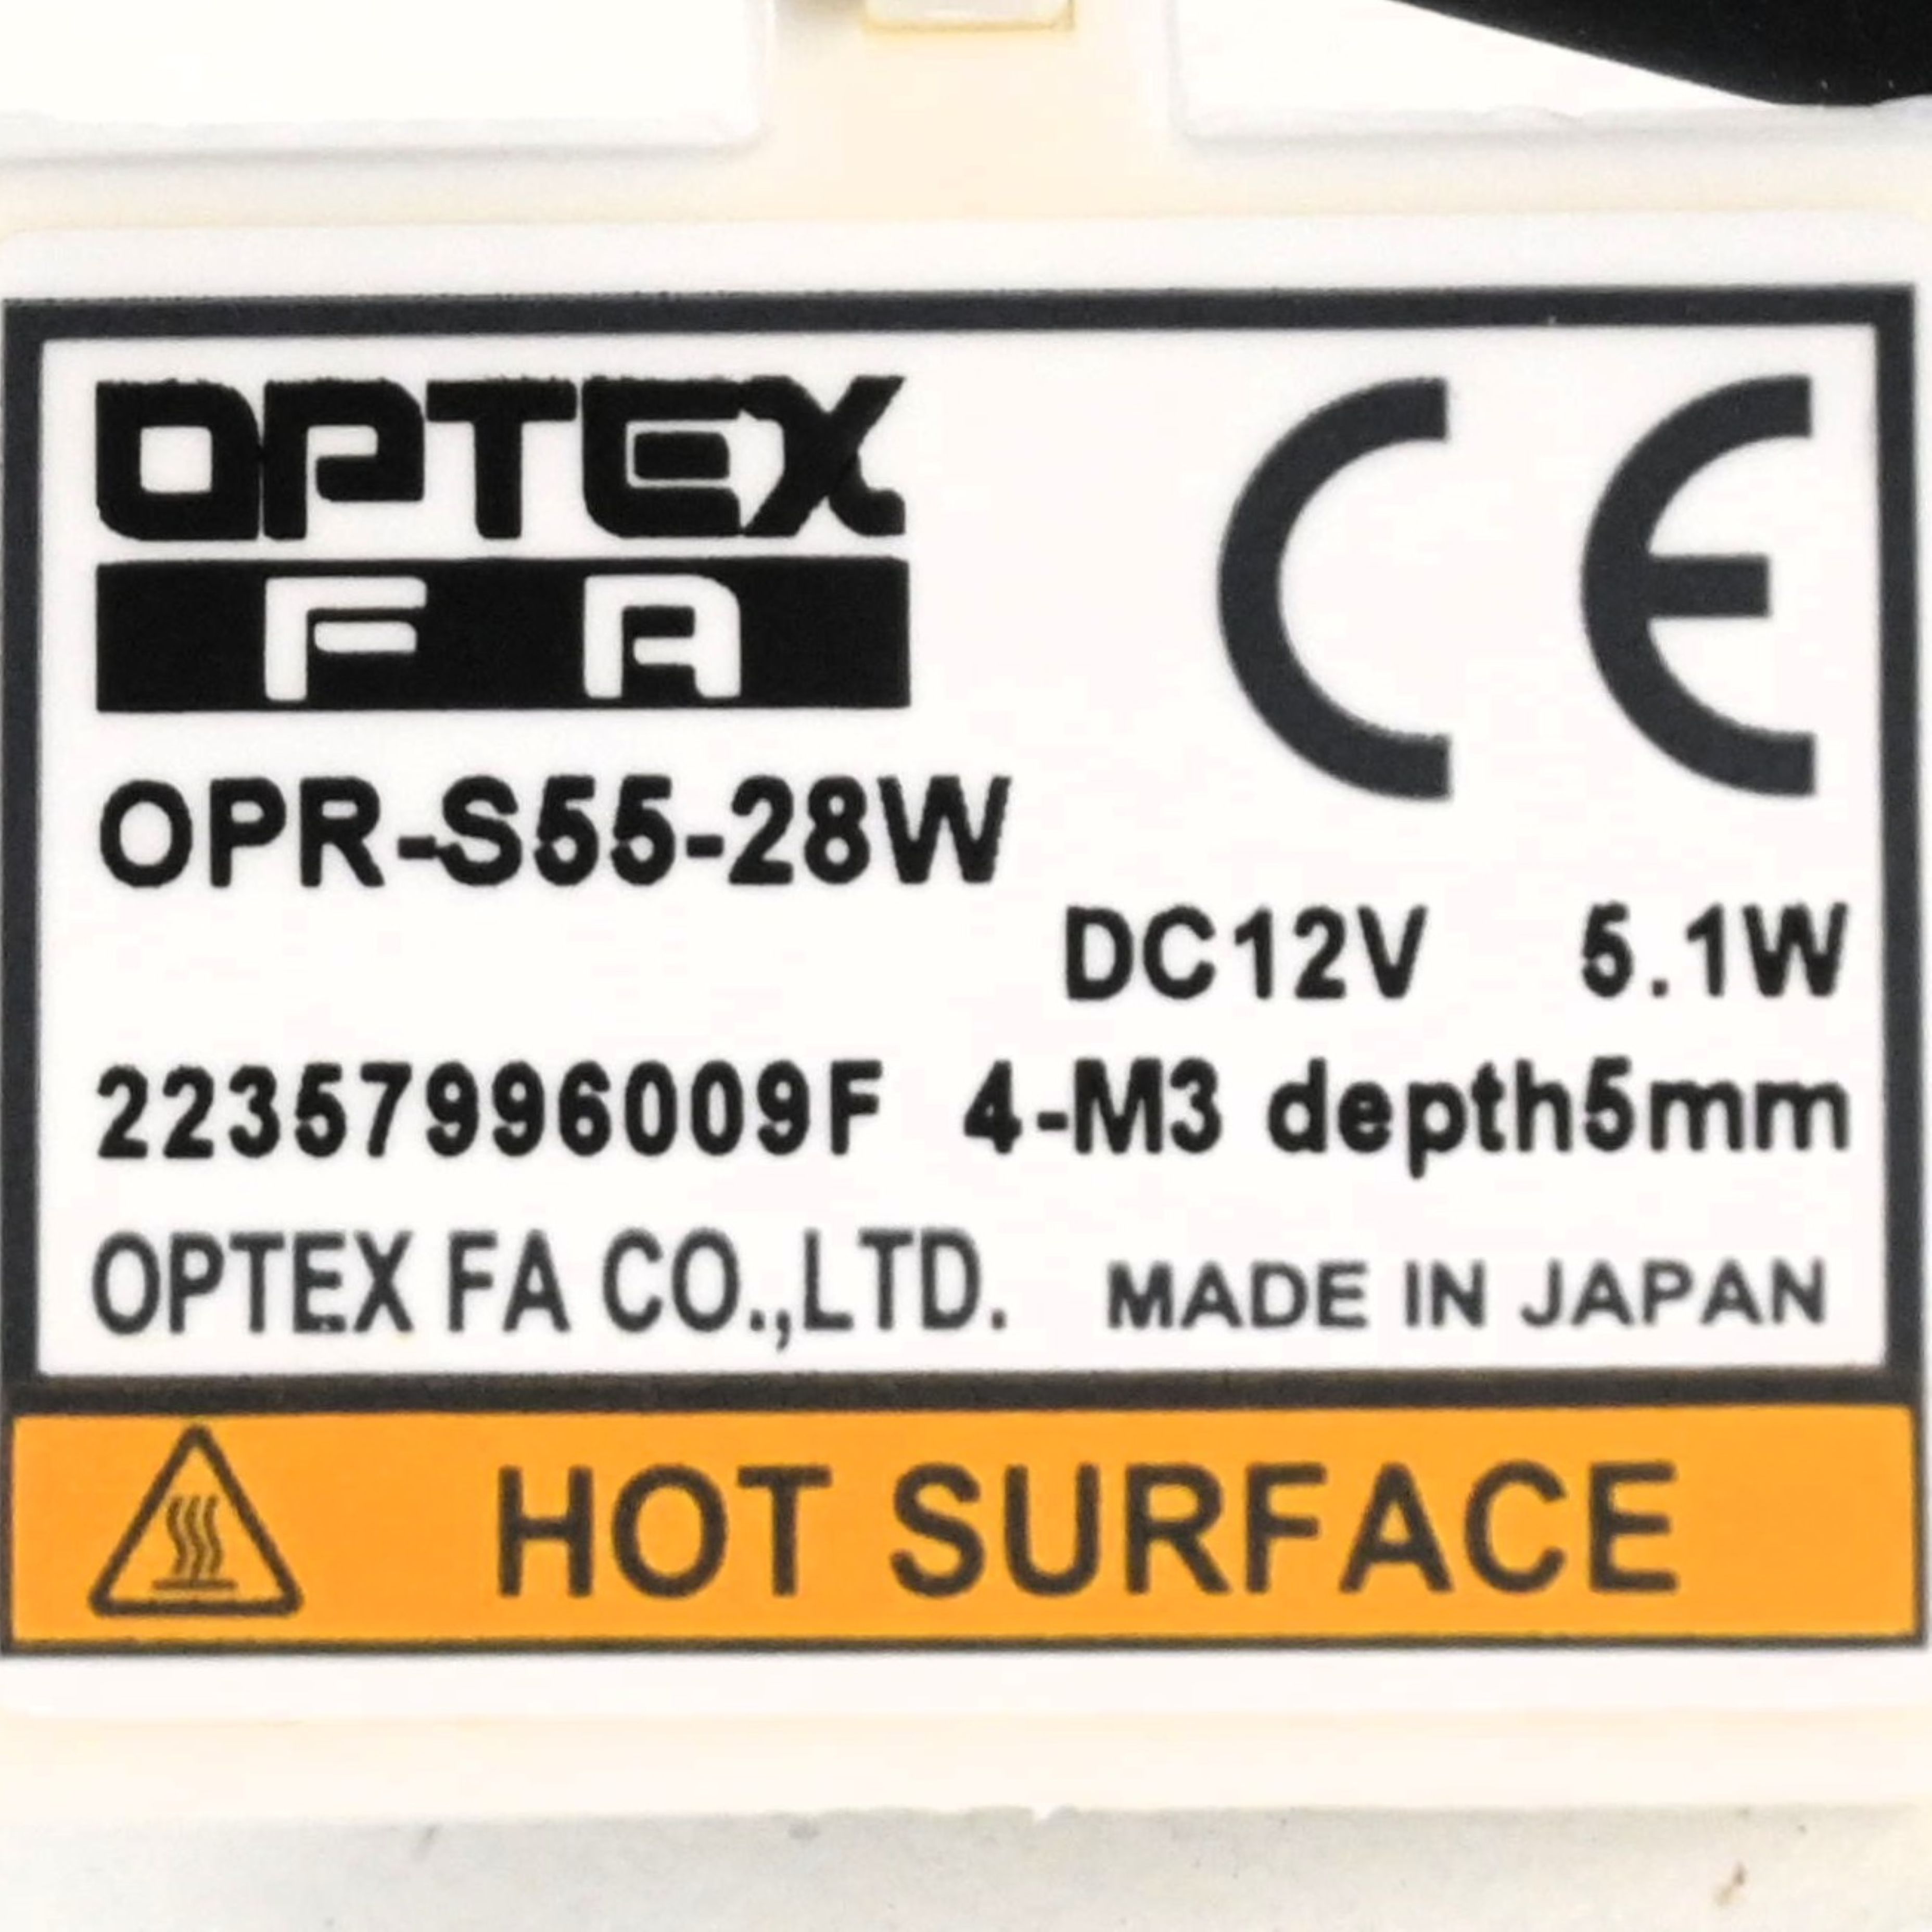 OPTEX
FA
CE
OPR-S55-28W
DC12V 5.1W
22357996009F 4-M3 depth5mm
OPTEX FA CO.,LTD. MADE IN JAPAN
HOT SURFACE